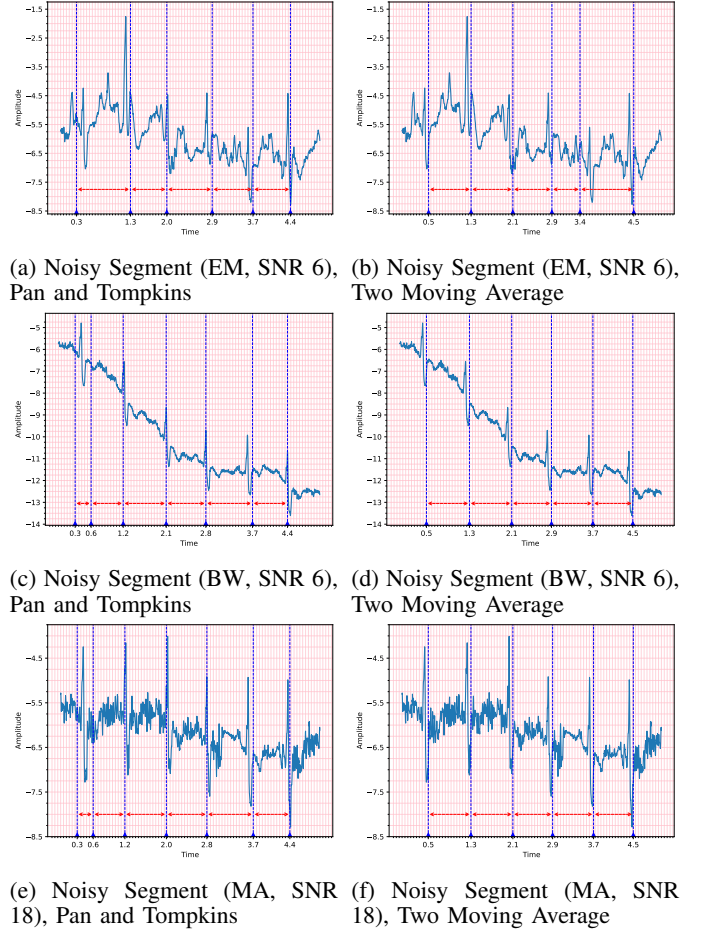 −1.5
−2.5
−3.5
−4.5
−5.5
−6.5
−7.5
−8.5
Amplitude
0.3 1.3 2.0 2.9 3.7 4.4
Time
−1.5
−2.5
−3.5
−4.5
−5.5
−6.5
−7.5
−8.5
Amplitude
0.5 1.3 2.1 2.9 3.4 4.5
Time
(a) Noisy Segment (EM, SNR 6),
Pan and Tompkins
(b) Noisy Segment (EM, SNR 6),
Two Moving Average
−5
−6
−7
−8
−9
−10
−11
−12
−13
−14
Amplitude
0.3 0.6 1.2 2.1 2.8 3.7 4.4
Time
−5
−6
−7
−8
−9
−10
−11
−12
−13
−14
Amplitude
0.5 1.3 2.1 2.9 3.7 4.5
Time
(c) Noisy Segment (BW, SNR 6),
Pan and Tompkins
(d) Noisy Segment (BW, SNR 6),
Two Moving Average
−4.5
−5.5
−6.5
−7.5
−8.5
Amplitude
0.3 0.6 1.2 2.0 2.8 3.7 4.4
Time
−4.5
−5.5
−6.5
−7.5
−8.5
Amplitude
0.5 1.3 2.1 2.9 3.7 4.5
Time
(e) Noisy Segment (MA, SNR
18), Pan and Tompkins
(f) Noisy Segment (MA, SNR
18), Two Moving Average